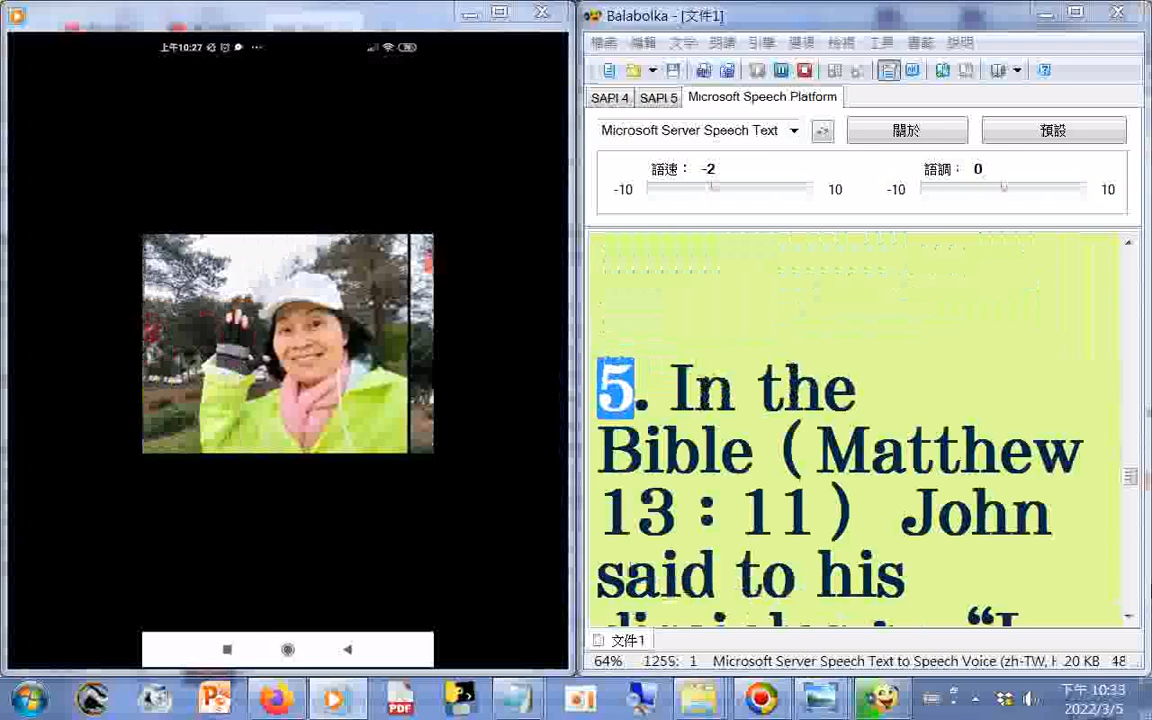 上午10:27
Balabolka - [文件1]
檔案 編輯 文字 閱讀 引擎 選項 檢視 工具 書籤 說明
SAPI 4 SAPI 5 Microsoft Speech Platform
Microsoft Server Speech Text 關於 預設
語速： -2 語調： 0
-10 10 -10 10
5. In the
Bible（Matthew
13：11） John
said to his
文件1
64% 1255: 1 Microsoft Server Speech Text to Speech Voice (zh-TW, 20 KB 48
PDF
下午 10:33
2022/3/5